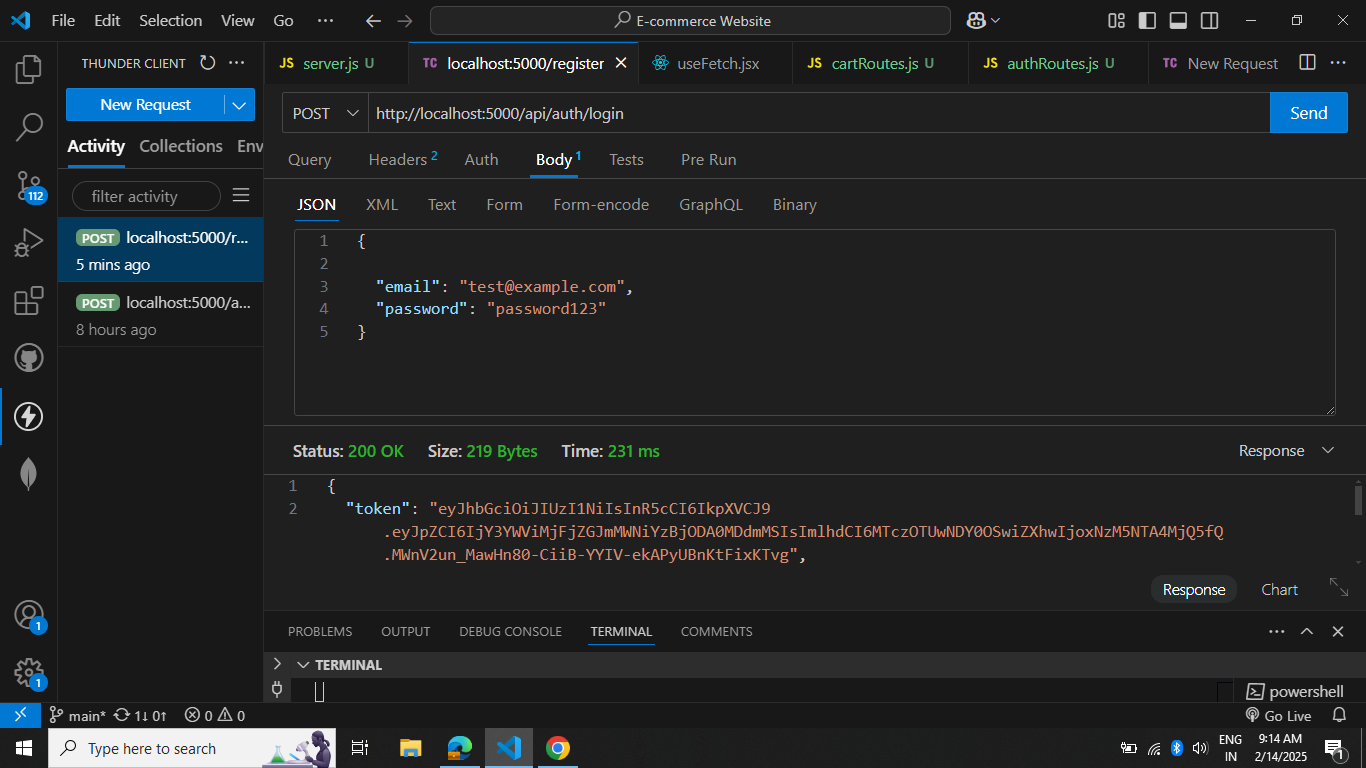 File Edit Selection View Go ··· E-commerce Website
THUNDER CLIENT ···
New Request
Activity Collections Env
filter activity
POST localhost:5000/r...
5 mins ago
POST localhost:5000/a...
8 hours ago
112
1
1
JS server.js U TC localhost:5000/register useFetch.jsx JS cartRoutes.js U JS authRoutes.js U TC New Request ···
POST http://localhost:5000/api/auth/login Send
Query Headers 2 Auth Body 1 Tests Pre Run
JSON XML Text Form Form-encode GraphQL Binary
1 {
2
3 "email": "test@example.com",
4 "password": "password123"
5 }
Status: 200 OK Size: 219 Bytes Time: 231 ms Response
1 {
2 "token": "eyJhbGciOiJIUzI1NiIsInR5cCI6IkpXVCJ9
.eyJpZCI6IjY3YWViMjFjZGJmMWNiYzBjODA0MDdmMSIsImlhdCI6MTczOTUwNDY0OSwiZXhwIjoxNzM5NTA4MjQ5fQ
.MWnV2un_MawHn80-CiiB-YYIV-ekAPyUBnKtFixKTvg",
Response Chart
PROBLEMS OUTPUT DEBUG CONSOLE TERMINAL COMMENTS ···
TERMINAL
powershell
main* 1↓ 0↑ 0 0 Go Live
Type here to search ENG IN 9:14 AM 2/14/2025 1